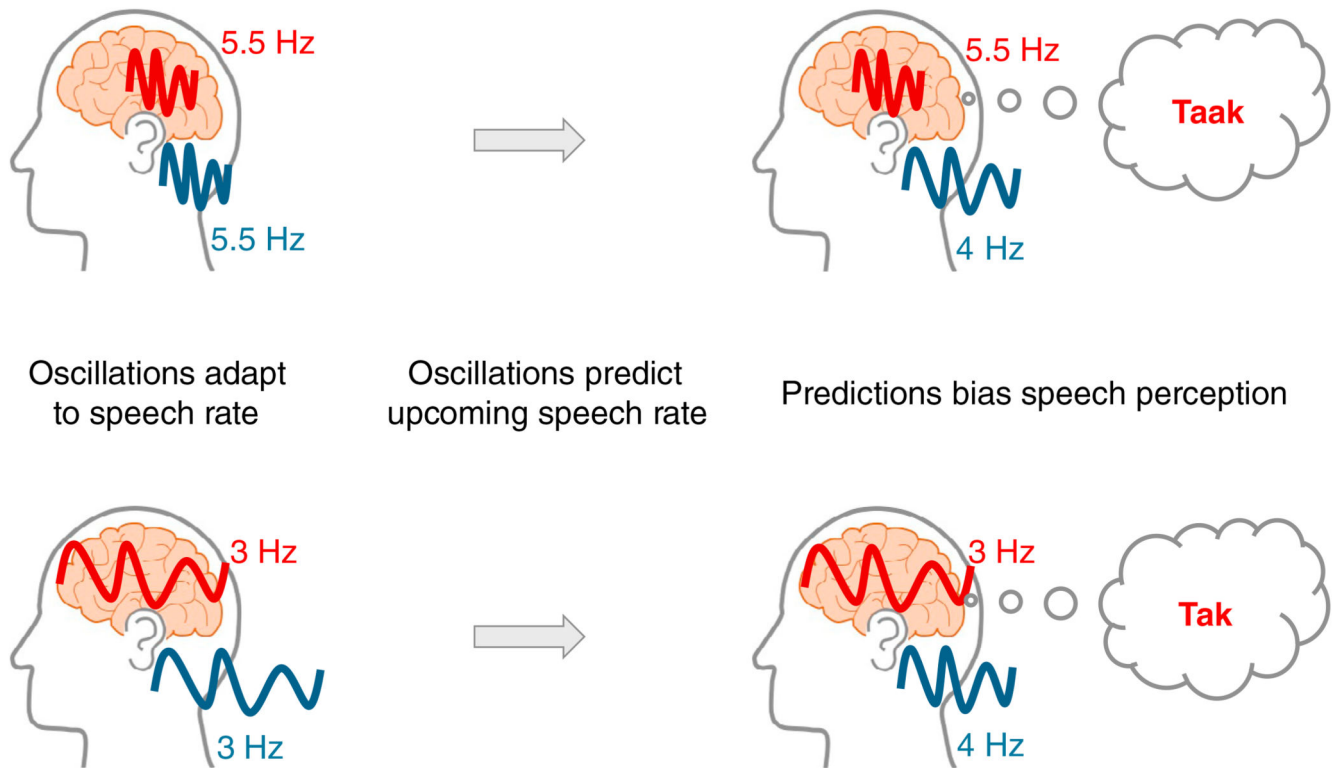 5.5 Hz
5.5 Hz
5.5 Hz
4 Hz
Taak
Oscillations adapt
to speech rate
Oscillations predict
upcoming speech rate
Predictions bias speech perception
3 Hz
3 Hz
3 Hz
4 Hz
Tak